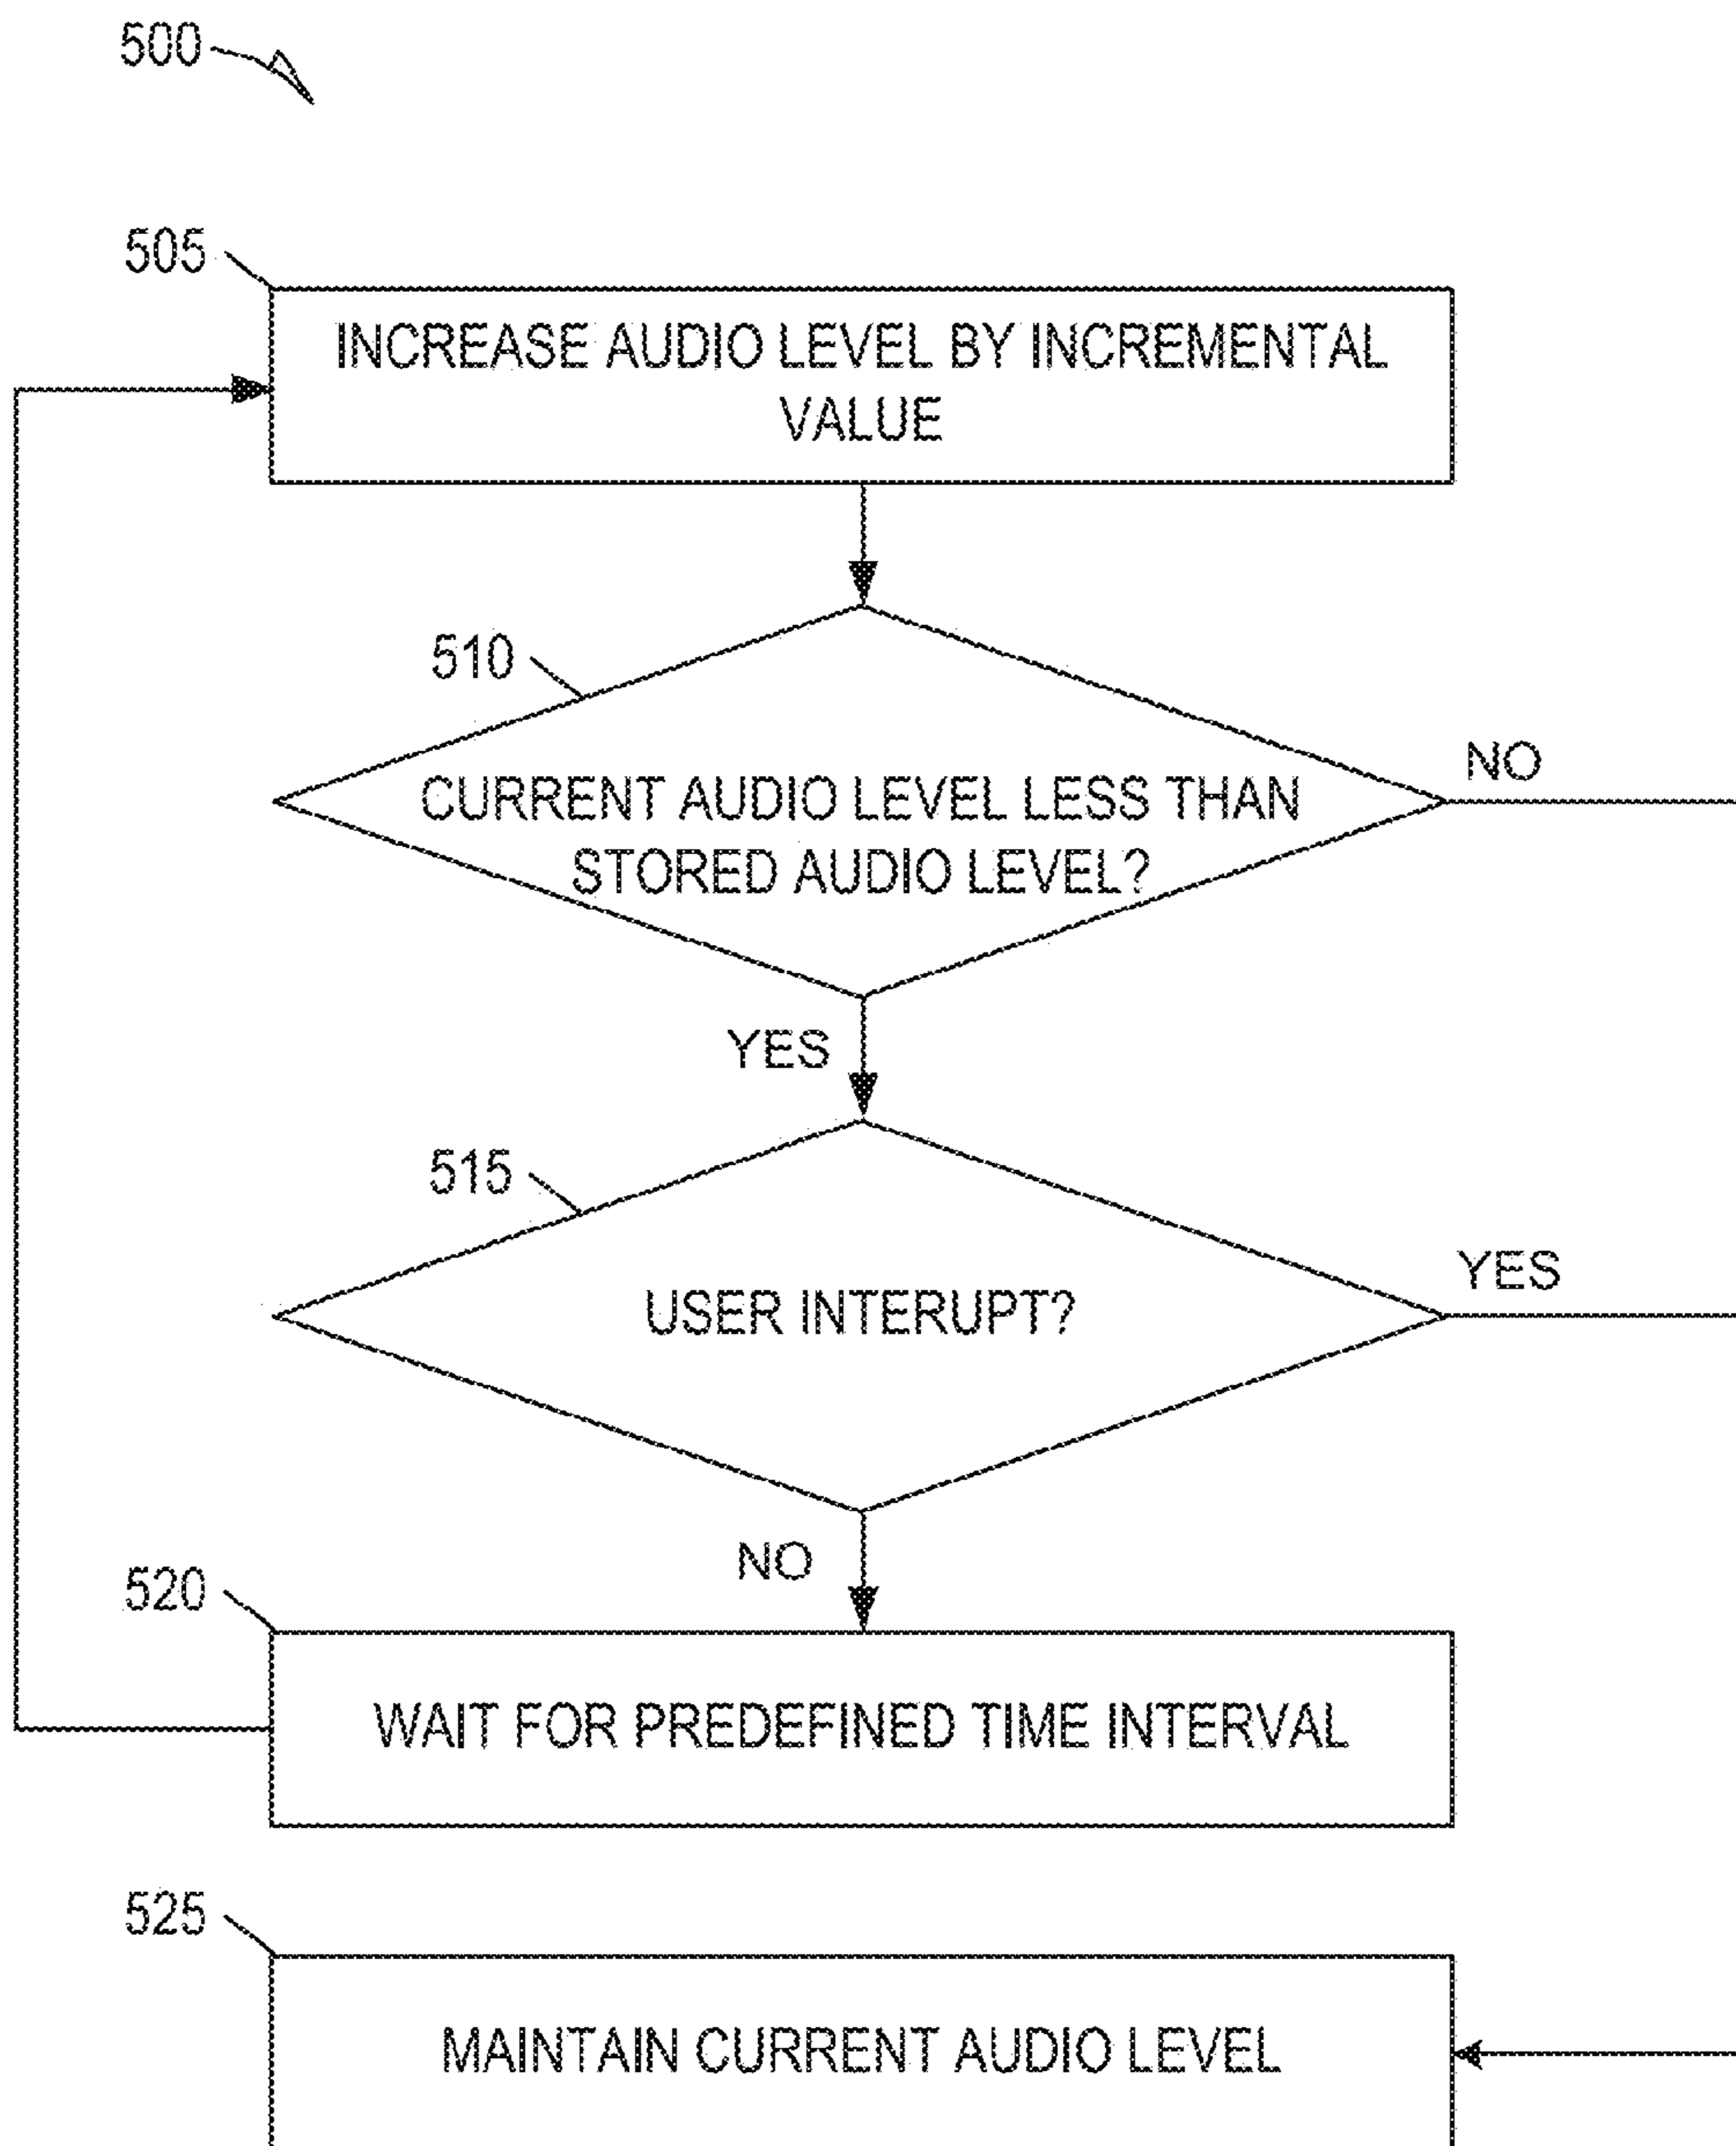 500
505
INCREASE AUDIO LEVEL BY INCREMENTAL
VALUE
510
CURRENT AUDIO LEVEL LESS THAN
STORED AUDIO LEVEL?
NO
YES
515
USER INTERUPT?
YES
NO
520
WAIT FOR PREDEFINED TIME INTERVAL
525
MAINTAIN CURRENT AUDIO LEVEL